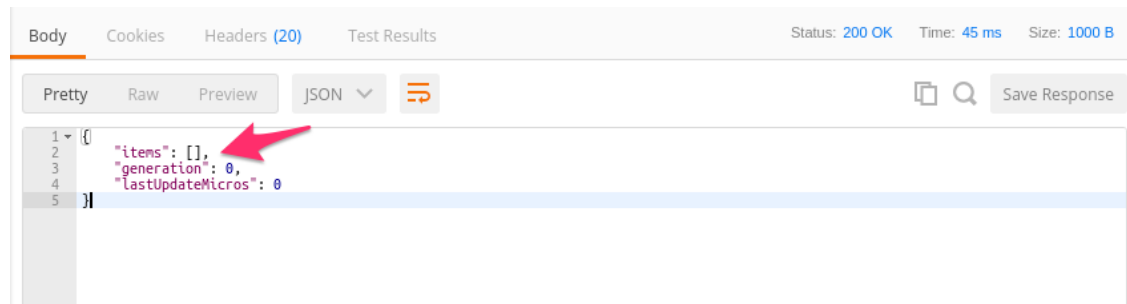 Body Cookies Headers (20) Test Results Status: 200 OK Time: 45 ms Size: 1000 B
Pretty Raw Preview JSON Save Response
1 {
2 "items": [],
3 "generation": 0,
4 "lastUpdateMicros": 0
5 }